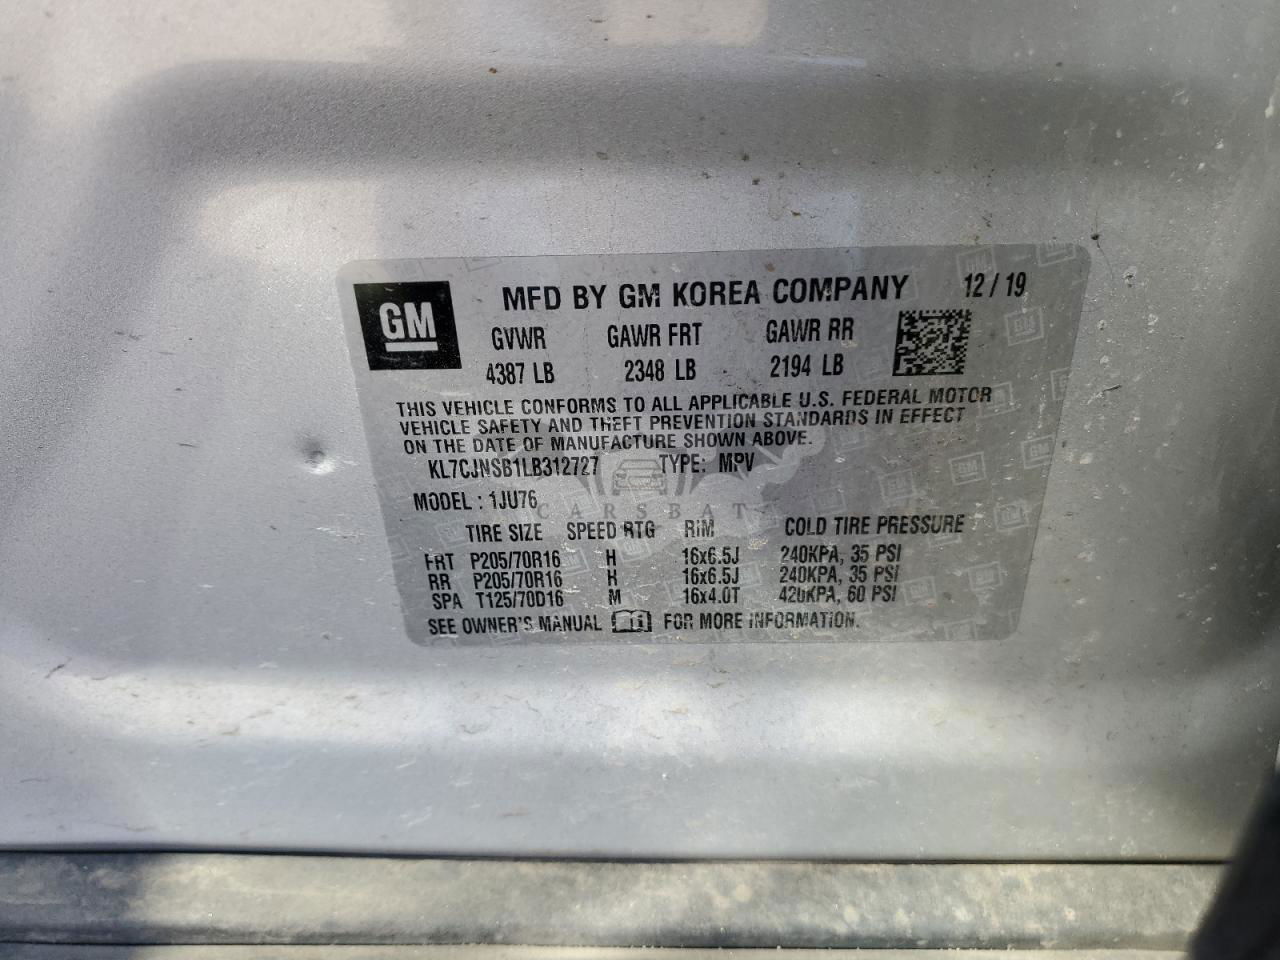 GM
MFD BY GM KOREA COMPANY 12/19
GVWR GAWR FRT GAWR RR
4387 LB 2348 LB 2194 LB
THIS VEHICLE CONFORMS TO ALL APPLICABLE U.S. FEDERAL MOTOR
VEHICLE SAFETY AND THEFT PREVENTION STANDARDS IN EFFECT
ON THE DATE OF MANUFACTURE SHOWN ABOVE.
KL7CJNSB1LB312727 TYPE: MPV
MODEL: 1JU76
CARSBAT
TIRE SIZE SPEED RTG RIM COLD TIRE PRESSURE
FRT P205/70R16 H 16x6.5J 240KPA, 35 PSI
RR P205/70R16 H 16x6.5J 240KPA, 35 PSI
SPA T125/70D16 M 16x4.0T 420KPA, 60 PSI
SEE OWNER'S MANUAL FOR MORE INFORMATION.